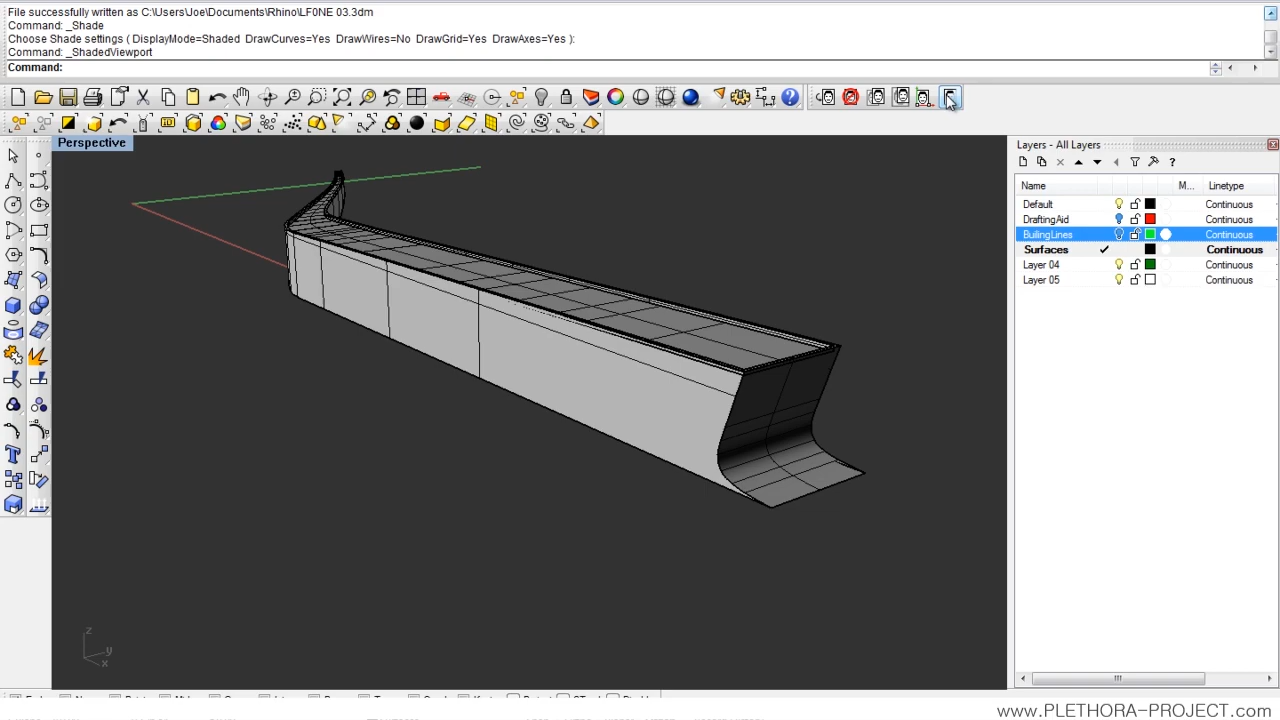 File successfully written as C:\Users\Joe\Documents\Rhino\LF0NE 03.3dm
Command: _Shade
Choose Shade settings ( DisplayMode=Shaded DrawCurves=Yes DrawWires=No DrawGrid=Yes DrawAxes=Yes ):
Command: _ShadedViewport
Command:
Perspective
Layers - All Layers
Name M... Linetype
Default Continuous
DraftingAid Continuous
BuilingLines Continuous
Surfaces Continuous
Layer 04 Continuous
Layer 05 Continuous
z
y
x
www.PLETHORA-PROJECT.com